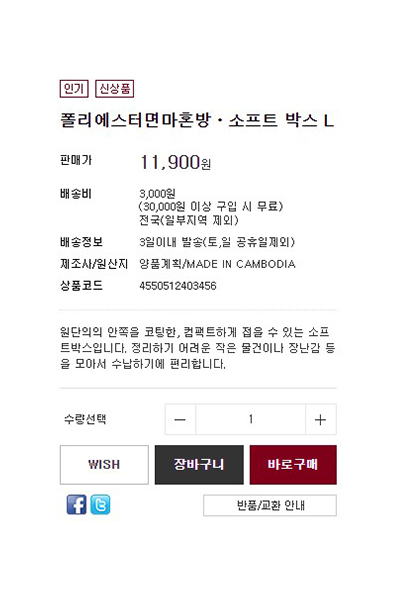 인기 신상품
폴리에스터면마혼방・소프트 박스 L
판매가 11,900원
배송비 3,000원
(30,000원 이상 구입 시 무료)
전국(일부지역 제외)
배송정보 3일이내 발송(토,일 공휴일제외)
제조사/원산지 양품계획/MADE IN CAMBODIA
상품코드 4550512403456
원단의의 안쪽을 코팅한, 컴팩트하게 접을 수 있는 소프
트박스입니다. 정리하기 어려운 작은 물건이나 장난감 등
을 모아서 수납하기에 편리합니다.
수량선택 － 1 ＋
WISH 장바구니 바로구매
f t 반품/교환 안내